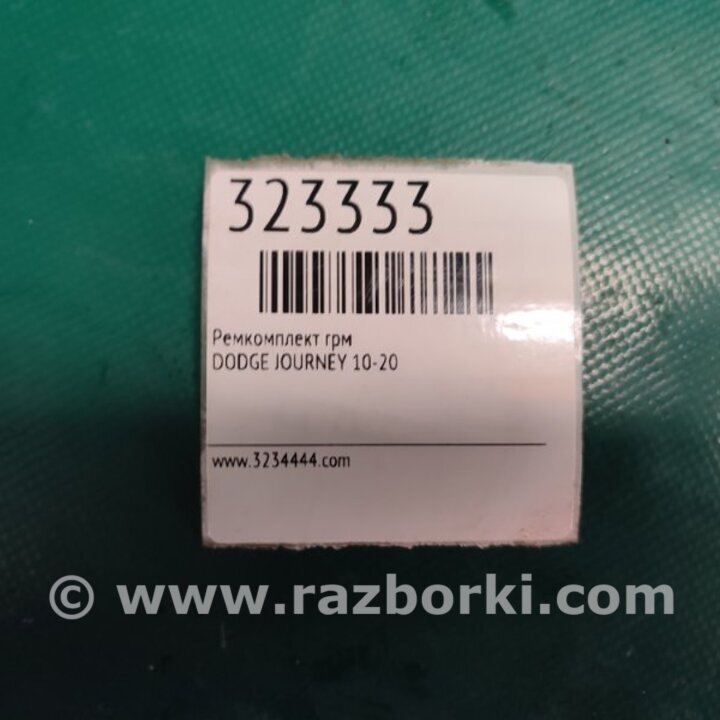 323333
Ремкомплект грм
DODGE JOURNEY 10-20
www.3234444.com
© www.razborki.com